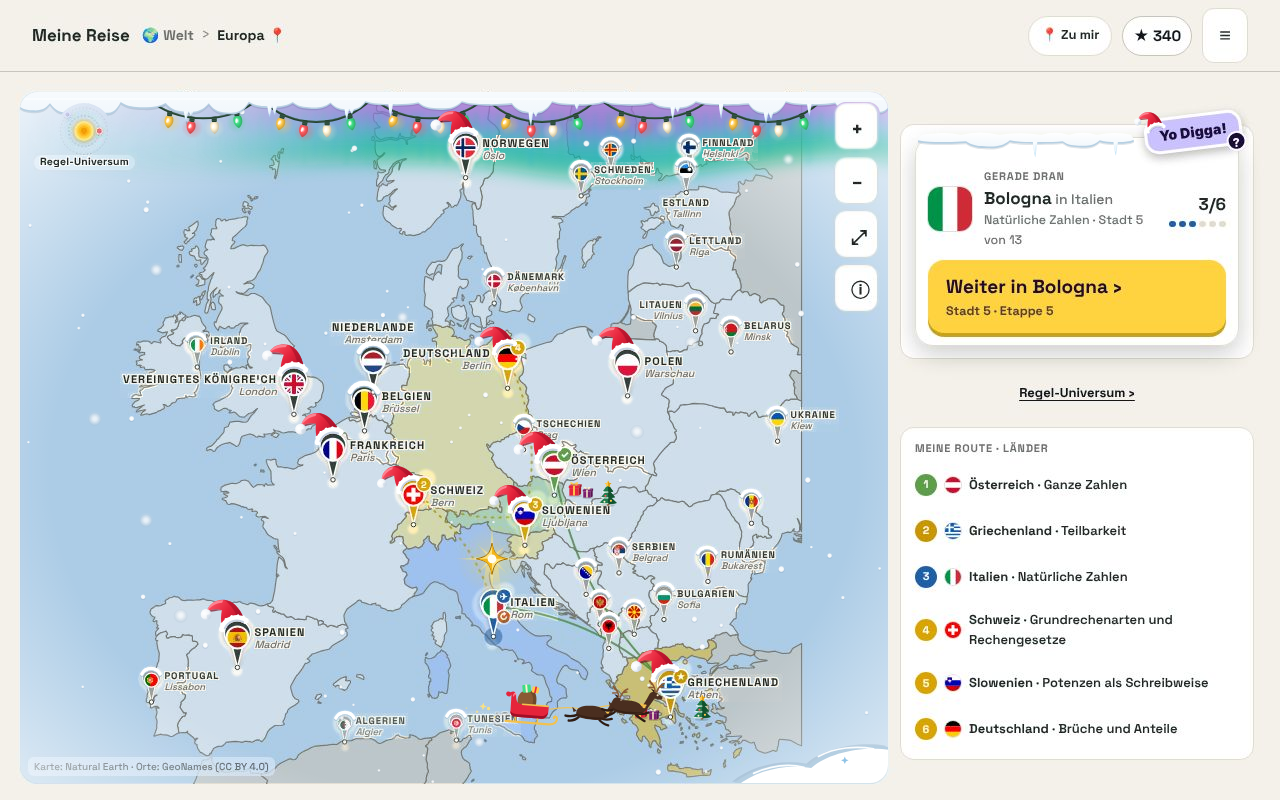 Meine Reise
🌍 Welt > Europa 📍
📍 Zu mir
★ 340
≡
Regel-Universum
+
−
NORWEGEN
Oslo
SCHWEDEN
Stockholm
FINNLAND
Helsinki
ESTLAND
Tallinn
LETTLAND
Riga
DÄNEMARK
København
LITAUEN
Vilnius
BELARUS
Minsk
IRLAND
Dublin
NIEDERLANDE
Amsterdam
DEUTSCHLAND
Berlin
4
POLEN
Warschau
VEREINIGTES KÖNIGREICH
London
BELGIEN
Brüssel
TSCHECHIEN
UKRAINE
Kiew
FRANKREICH
Paris
ÖSTERREICH
Wien
SCHWEIZ
Bern
2
SLOWENIEN
Ljubljana
3
SERBIEN
Belgrad
RUMÄNIEN
Bukarest
ITALIEN
Rom
BULGARIEN
Sofia
SPANIEN
Madrid
PORTUGAL
Lissabon
GRIECHENLAND
Athen
ALGERIEN
Algier
TUNESIEN
Tunis
Karte: Natural Earth · Orte: GeoNames (CC BY 4.0)
Yo Digga!
?
GERADE DRAN
Bologna in Italien
Natürliche Zahlen · Stadt 5
von 13
3/6
Weiter in Bologna >
Stadt 5 · Etappe 5
Regel-Universum >
MEINE ROUTE · LÄNDER
1 Österreich · Ganze Zahlen
2 Griechenland · Teilbarkeit
3 Italien · Natürliche Zahlen
4 Schweiz · Grundrechenarten und
Rechengesetze
5 Slowenien · Potenzen als Schreibweise
6 Deutschland · Brüche und Anteile